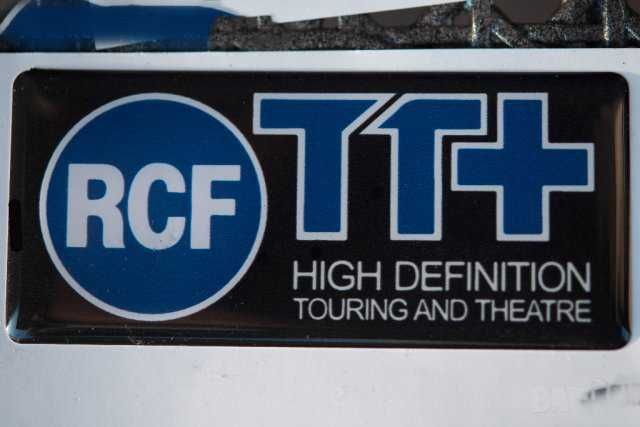 RCF TT+
HIGH DEFINITION
TOURING AND THEATRE